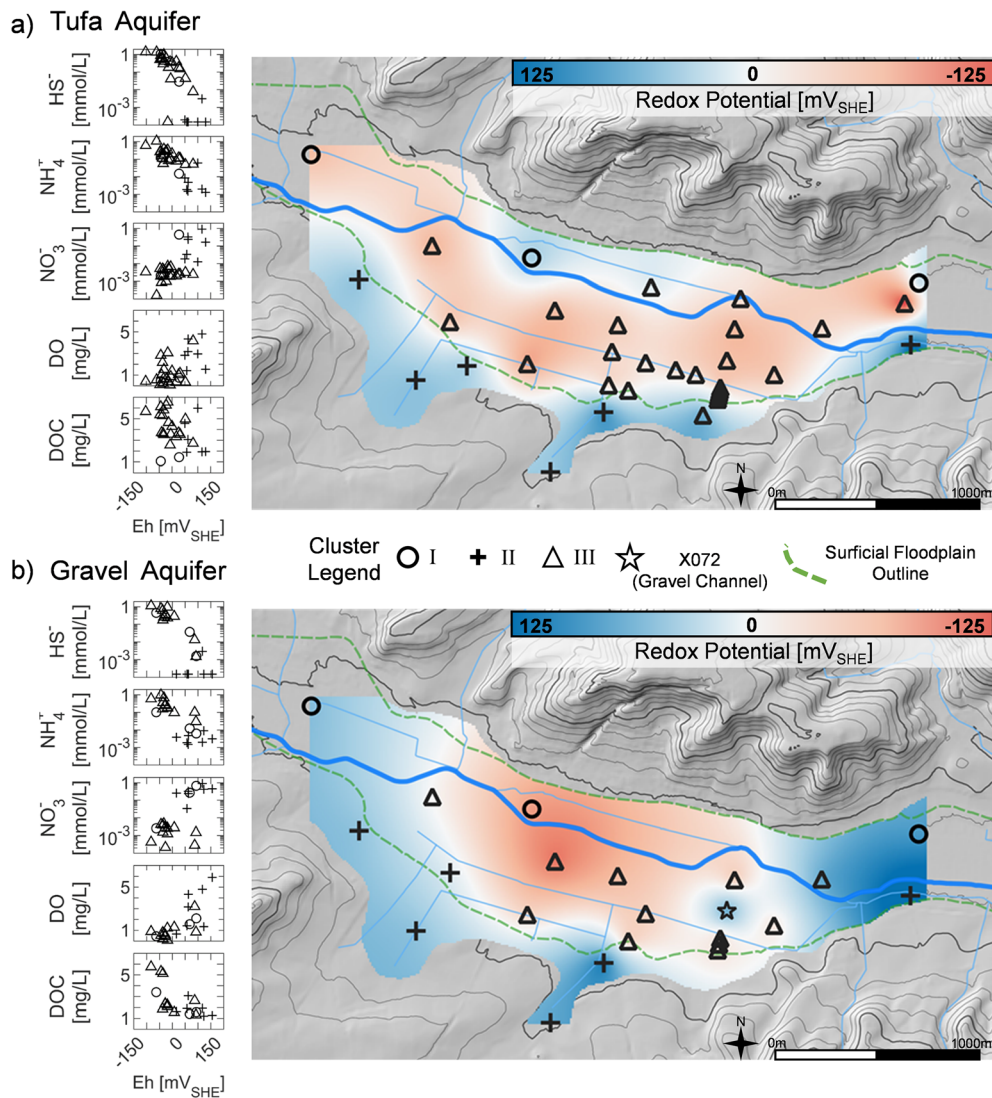 a) Tufa Aquifer
HS⁻ [mmol/L]
1
10⁻³
NH₄⁺ [mmol/L]
1
10⁻³
NO₃⁻ [mmol/L]
1
10⁻³
DO [mg/L]
5
1
DOC [mg/L]
5
1
-150 0 150
Eh [mV_SHE]
125 0 -125
Redox Potential [mV_SHE]
N
0m 1000m
Cluster Legend
I II III X072 (Gravel Channel)
Surficial Floodplain Outline
b) Gravel Aquifer
HS⁻ [mmol/L]
1
10⁻³
NH₄⁺ [mmol/L]
1
10⁻³
NO₃⁻ [mmol/L]
1
10⁻³
DO [mg/L]
5
1
DOC [mg/L]
5
1
-150 0 150
Eh [mV_SHE]
125 0 -125
Redox Potential [mV_SHE]
N
0m 1000m